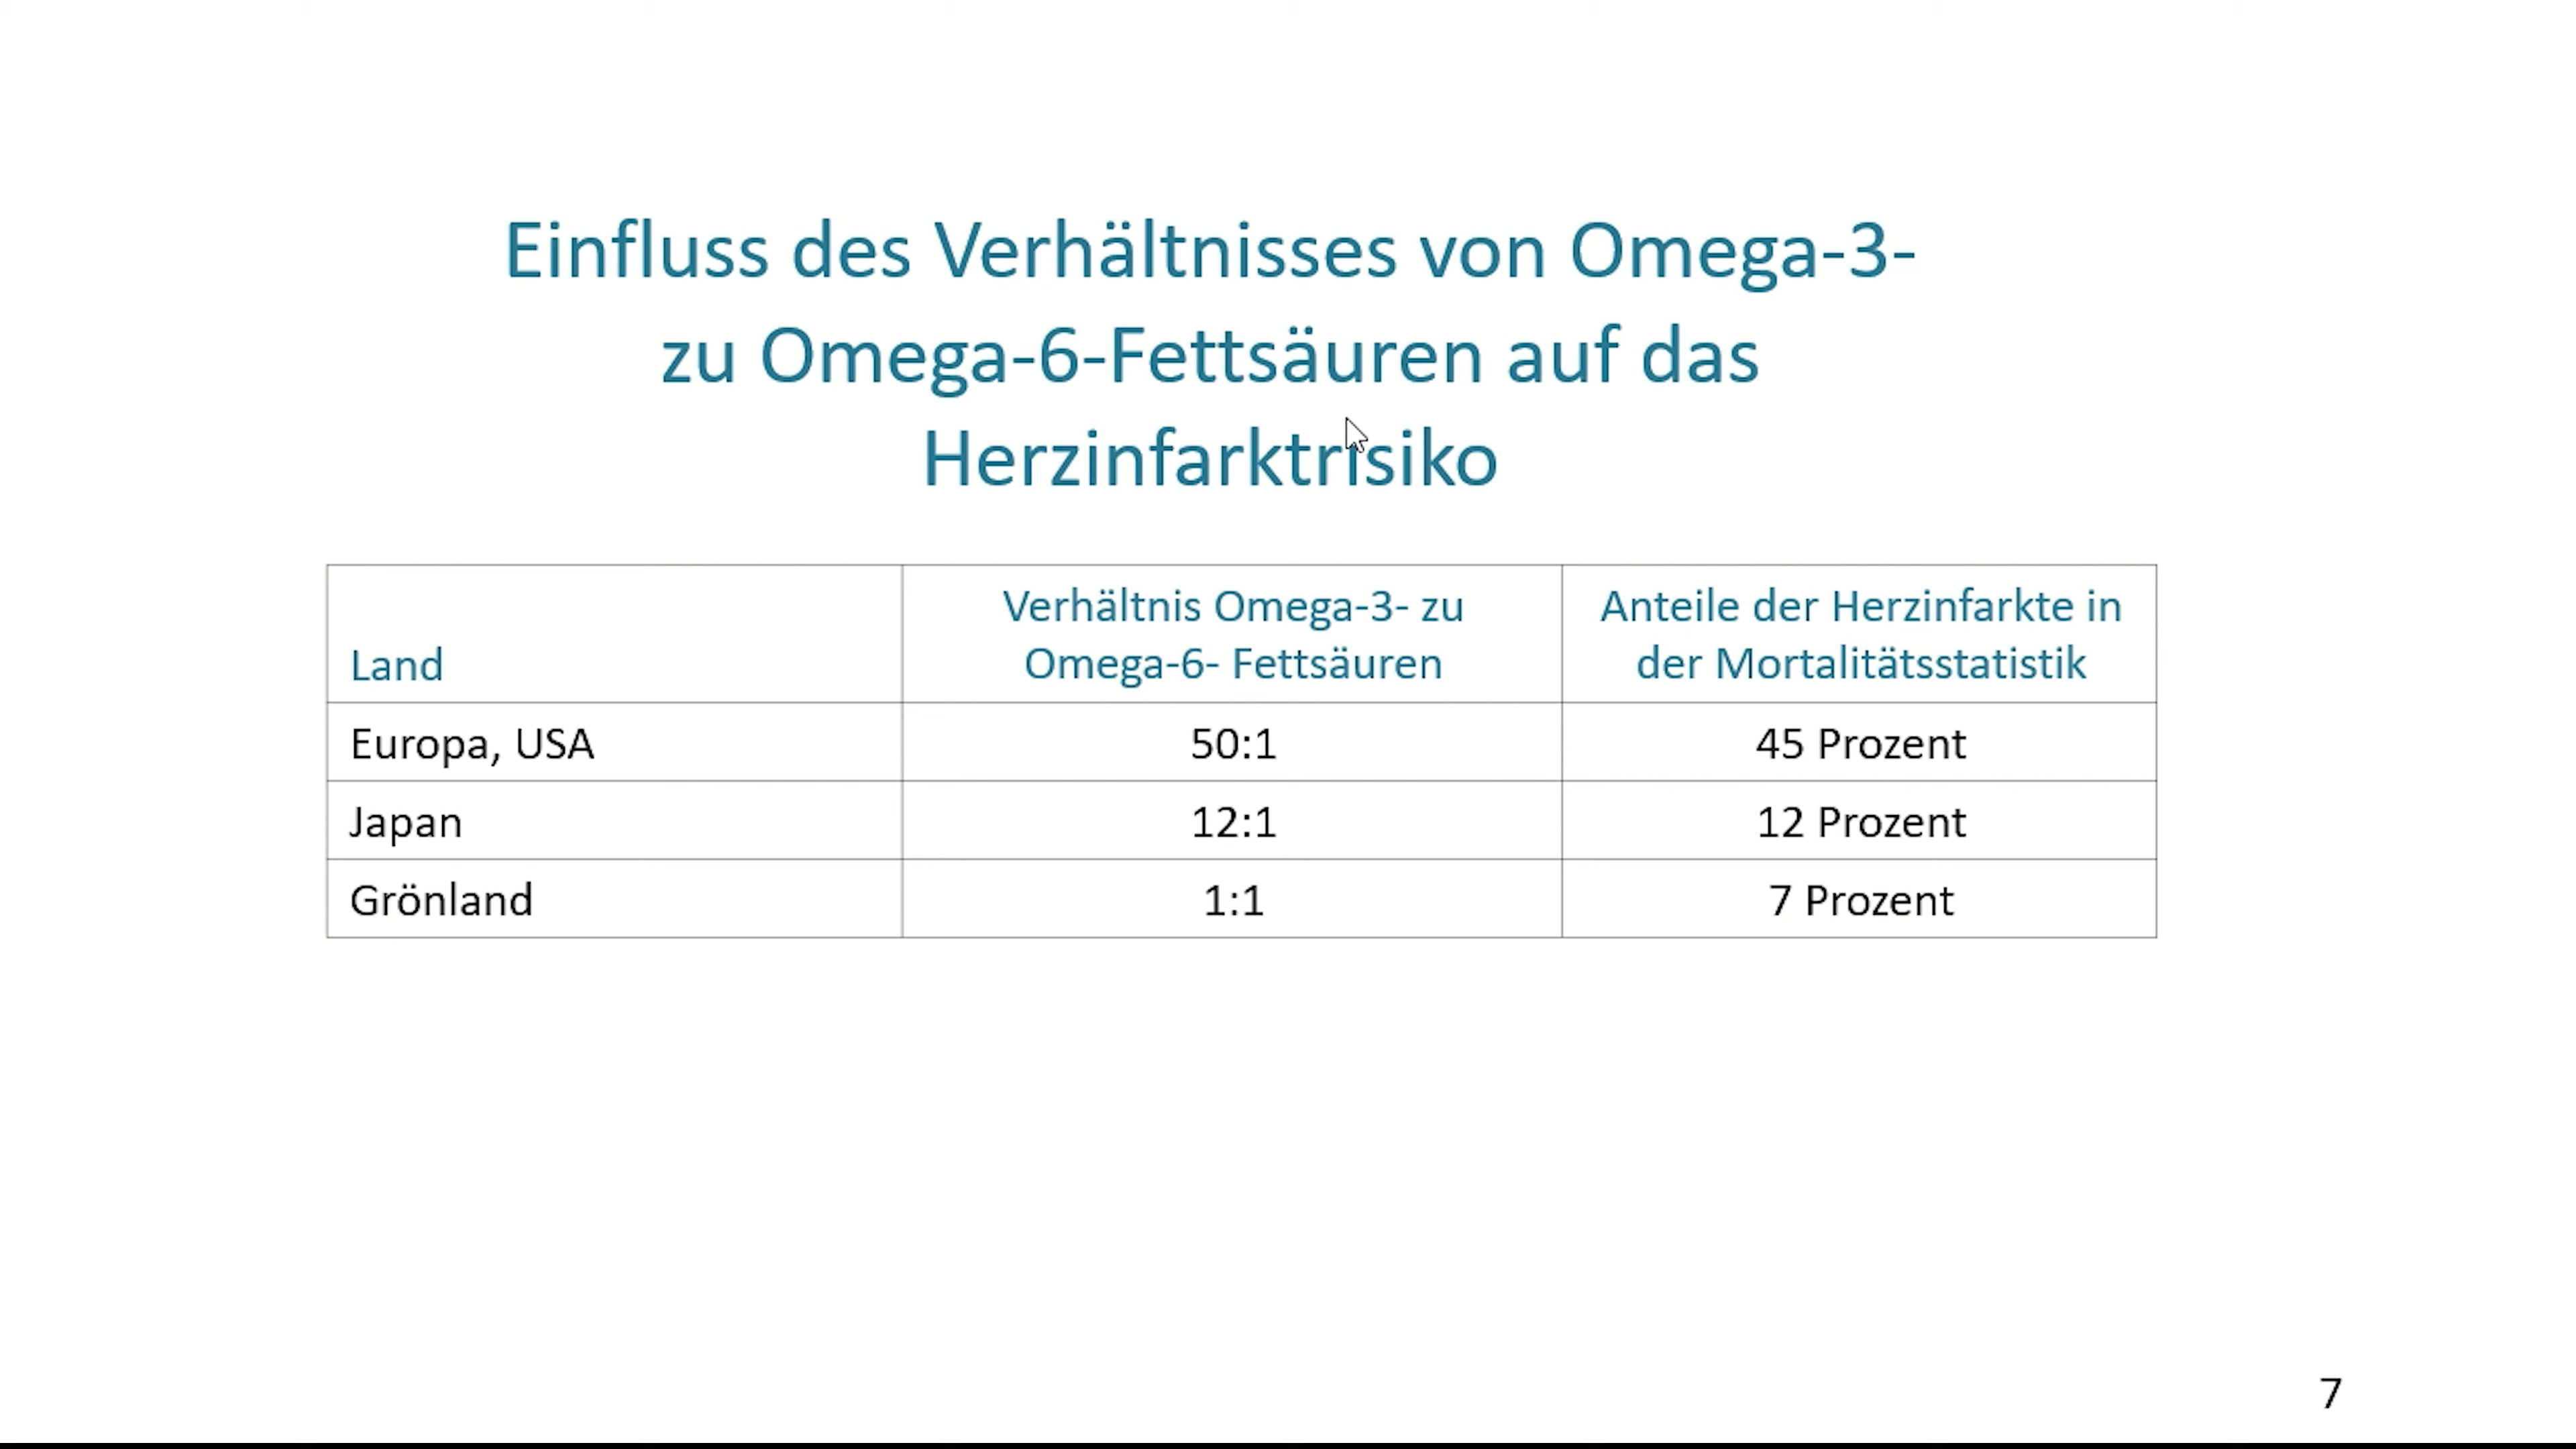 Einfluss des Verhältnisses von Omega-3-
zu Omega-6-Fettsäuren auf das
Herzinfarktrisiko
Land
Verhältnis Omega-3- zu
Omega-6- Fettsäuren
Anteile der Herzinfarkte in
der Mortalitätsstatistik
Europa, USA
50:1
45 Prozent
Japan
12:1
12 Prozent
Grönland
1:1
7 Prozent
7